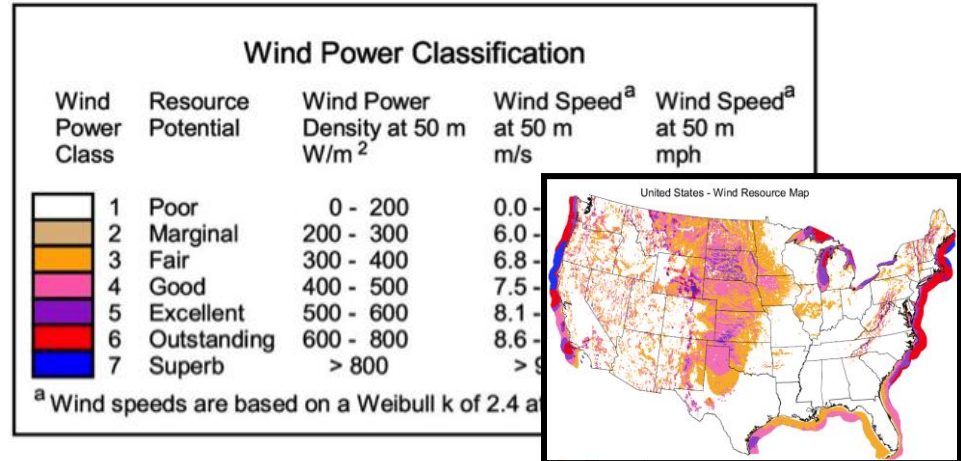 Wind Power Classification
Wind Power Class Resource Potential Wind Power Density at 50 m W/m 2 Wind Speed a at 50 m m/s Wind Speed a at 50 m mph
1 Poor 0 - 200 0.0 -
2 Marginal 200 - 300 6.0 -
3 Fair 300 - 400 6.8 -
4 Good 400 - 500 7.5 -
5 Excellent 500 - 600 8.1 -
6 Outstanding 600 - 800 8.6 -
7 Superb > 800 >
a Wind speeds are based on a Weibull k of 2.4
United States - Wind Resource Map